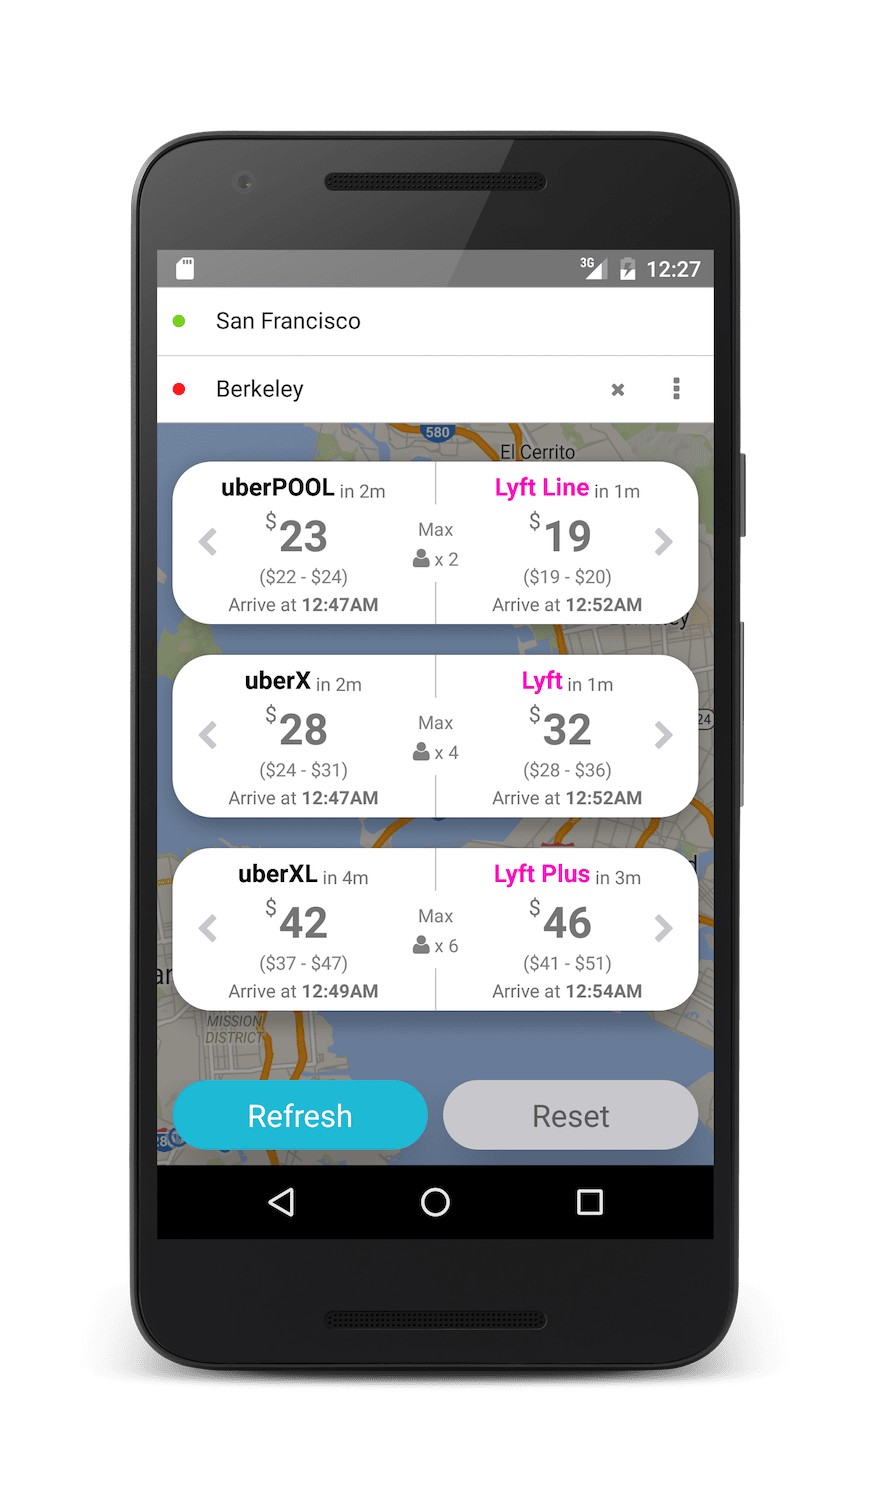 3G 12:27
San Francisco
Berkeley
580
El Cerrito
uberPOOL in 2m
$23
($22 - $24)
Arrive at 12:47AM
Max
x 2
Lyft Line in 1m
$19
($19 - $20)
Arrive at 12:52AM
uberX in 2m
$28
($24 - $31)
Arrive at 12:47AM
Max
x 4
Lyft in 1m
$32
($28 - $36)
Arrive at 12:52AM
24
uberXL in 4m
$42
($37 - $47)
Arrive at 12:49AM
Max
x 6
Lyft Plus in 3m
$46
($41 - $51)
Arrive at 12:54AM
MISSION
DISTRICT
Refresh
Reset